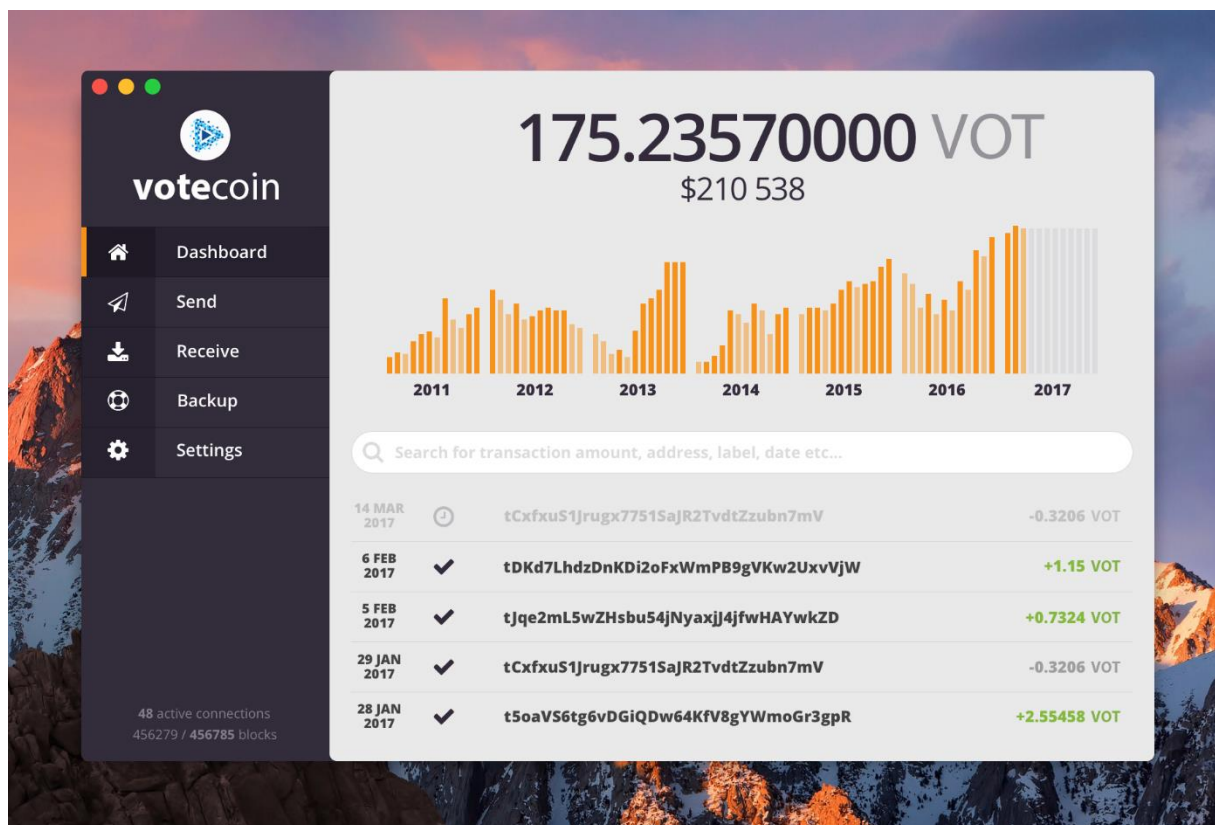 votecoin
Dashboard
Send
Receive
Backup
Settings
48 active connections
456279 / 456785 blocks
175.23570000 VOT
$210 538
2011 2012 2013 2014 2015 2016 2017
Search for transaction amount, address, label, date etc...
14 MAR
2017
tCxfxuS1Jrugx7751SaJR2TvdtZzubn7mV -0.3206 VOT
6 FEB
2017
tDKd7LhdzDnKDi2oFxWmPB9gVKw2UxvVjW +1.15 VOT
5 FEB
2017
tJqe2mL5wZHsbu54jNyaxjJ4jfwHAYwkZD +0.7324 VOT
29 JAN
2017
tCxfxuS1Jrugx7751SaJR2TvdtZzubn7mV -0.3206 VOT
28 JAN
2017
t5oaVS6tg6vDGiQDw64KfV8gYWmoGr3gpR +2.55458 VOT